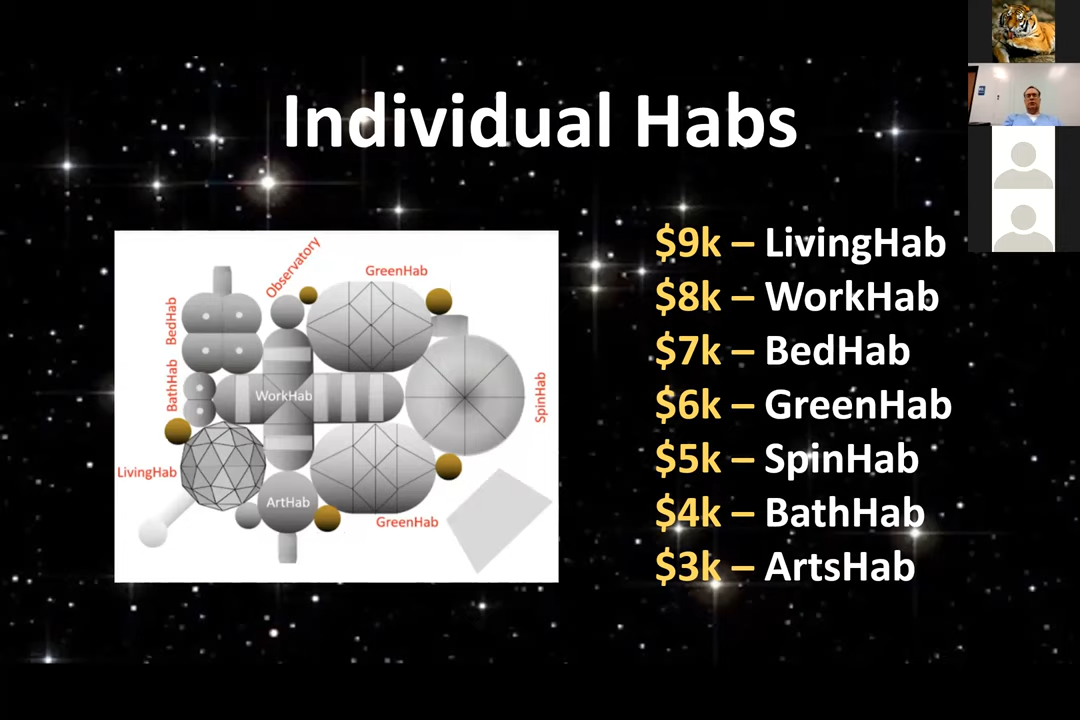 Individual Habs
Observatory
GreenHab
BedHab
BathHab
WorkHab
SpinHab
LivingHab
ArtHab
GreenHab
$9k – LivingHab
$8k – WorkHab
$7k – BedHab
$6k – GreenHab
$5k – SpinHab
$4k – BathHab
$3k – ArtsHab